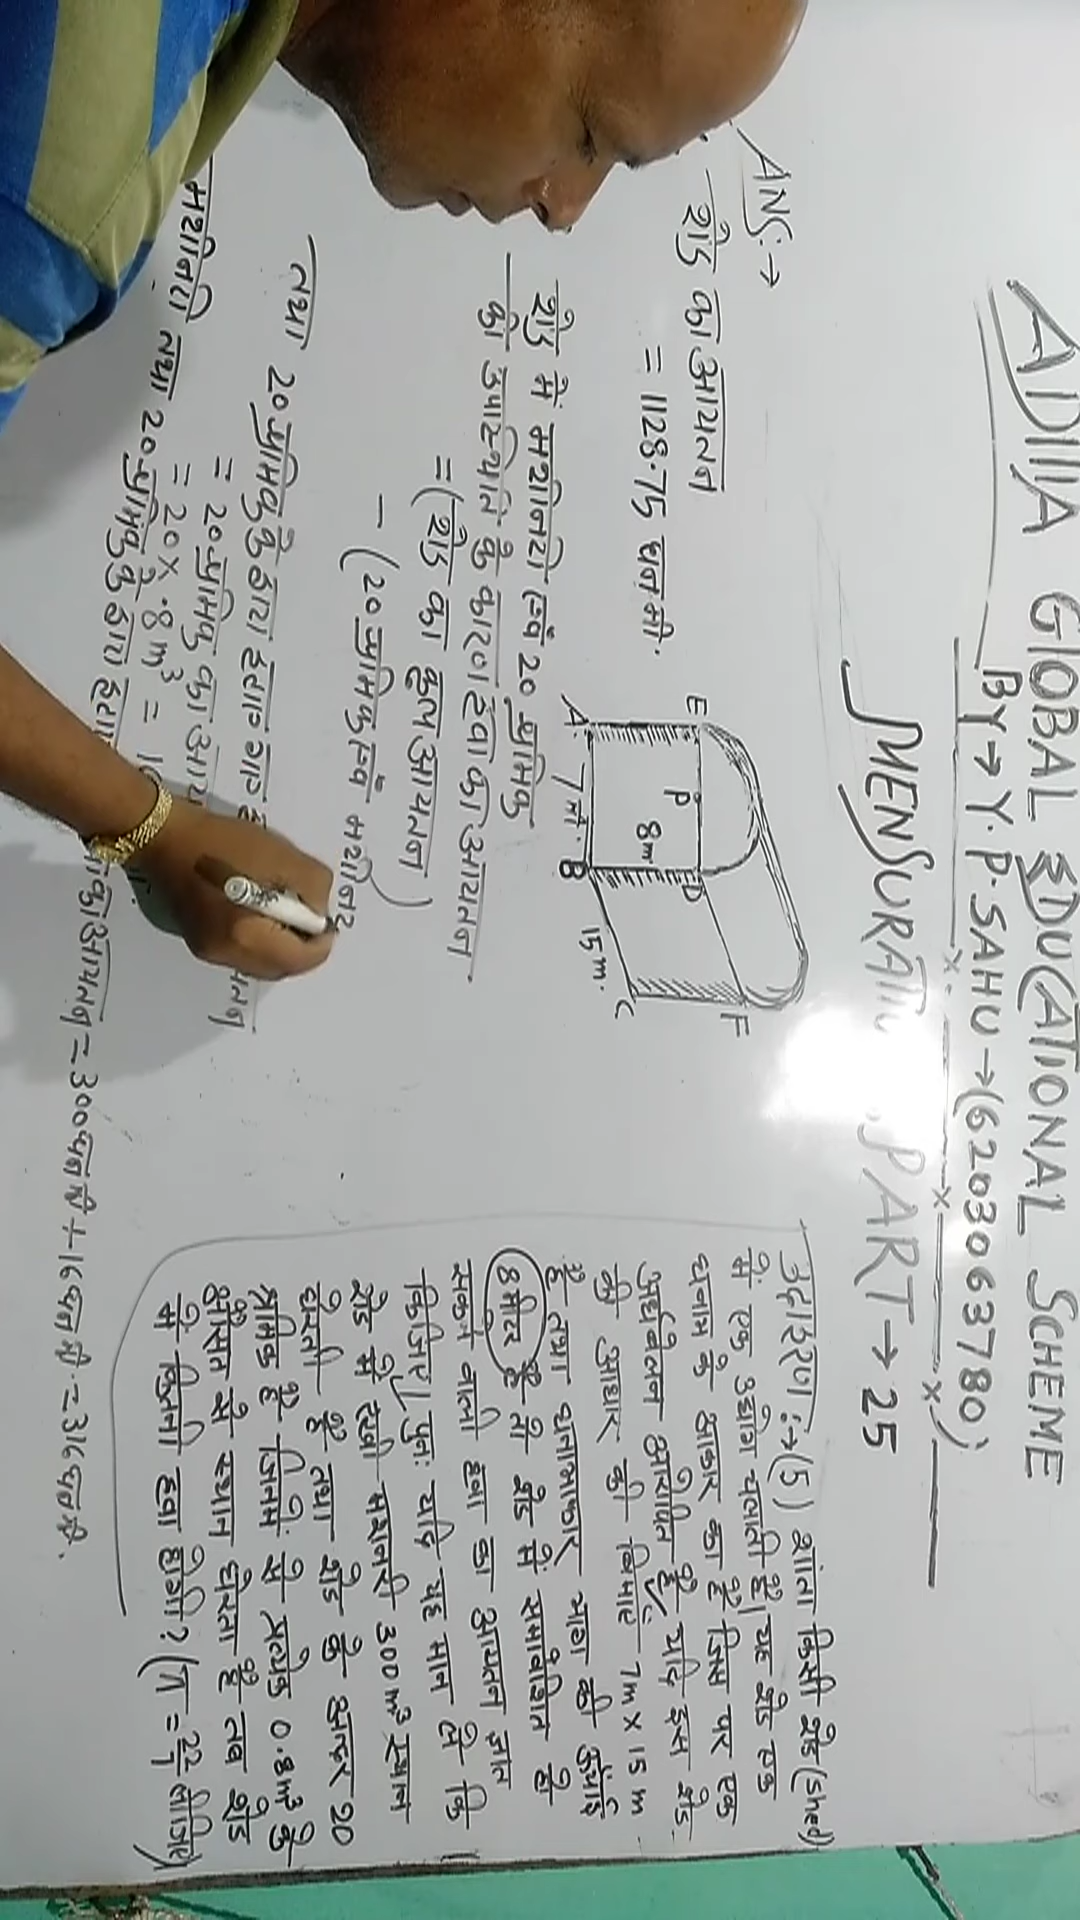 ADITIA GLOBAL EDUCATIONAL SCHEME
BY→ Y.P.SAHU→(6203063780)
MENSURATI PART→25
ANS:→
शेड का आयतन
= 1128.75 घन मी.
शेड में मशीनरी एवं 20 श्रमिक
की उपस्थिति के कारण हवा का आयतन
= (शेड का कुल आयतन)
- (20 श्रमिक एवं मशीनर
तथा 20 श्रमिक के द्वारा हटाए गए ह
यतन
= 20 श्रमिक का आय
= 20 × .8 m³ = 1
मशीनरी तथा 20 श्रमिक के द्वारा हटा
का आयतन = 300 घन मी + 16 घन मी. = 316 घन मी.
E
P
D
F
8m
A
7 मी.
B
15 m.
C
उदाहरण:→(5) शांता किसी शेड (shed)
में एक उद्योग चलाती है। यह शेड एक
घनाभ के आकार का है जिस पर एक
अर्द्धबेलन आरोपित है। यदि इस शेड
की आधार की विमाएं 7m × 15 m
है तथा घनाभाकार भाग की ऊँचाई
8 मीटर है तो शेड में समावेशित हो
सकने वाली हवा का आयतन ज्ञात
किजिए। पुनः यदि यह मान लें कि
शेड में रखी मशीनरी 300 m³ स्थान
घेरती है तथा शेड के अन्दर 20
श्रमिक है जिनमें से प्रत्येक 0.8m³ के
औसत से स्थान घेरता है तब शेड
में कितनी हवा होगी? (π = 22/7 लीजिए)